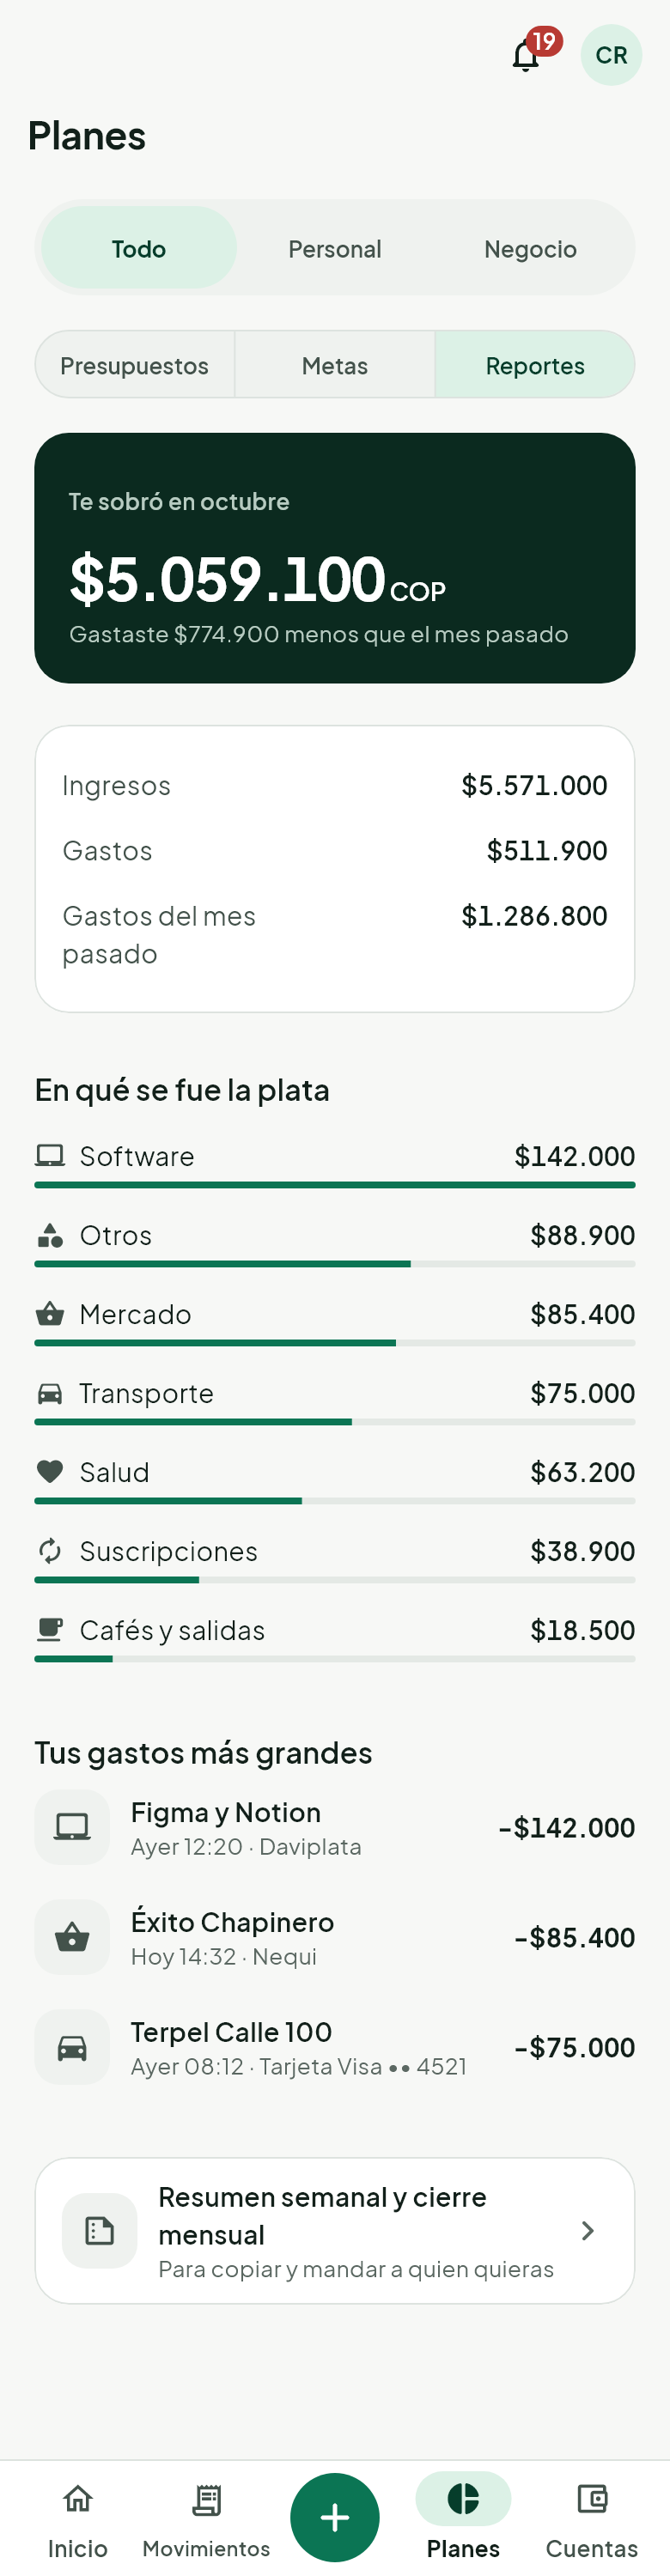 19
CR
Planes
Todo
Personal
Negocio
Presupuestos
Metas
Reportes
Te sobró en octubre
$5.059.100 COP
Gastaste $774.900 menos que el mes pasado
Ingresos $5.571.000
Gastos $511.900
Gastos del mes $1.286.800
pasado
En qué se fue la plata
Software $142.000
Otros $88.900
Mercado $85.400
Transporte $75.000
Salud $63.200
Suscripciones $38.900
Cafés y salidas $18.500
Tus gastos más grandes
Figma y Notion
Ayer 12:20 · Daviplata
-$142.000
Éxito Chapinero
Hoy 14:32 · Nequi
-$85.400
Terpel Calle 100
Ayer 08:12 · Tarjeta Visa •• 4521
-$75.000
Resumen semanal y cierre
mensual
Para copiar y mandar a quien quieras
Inicio
Movimientos
Planes
Cuentas